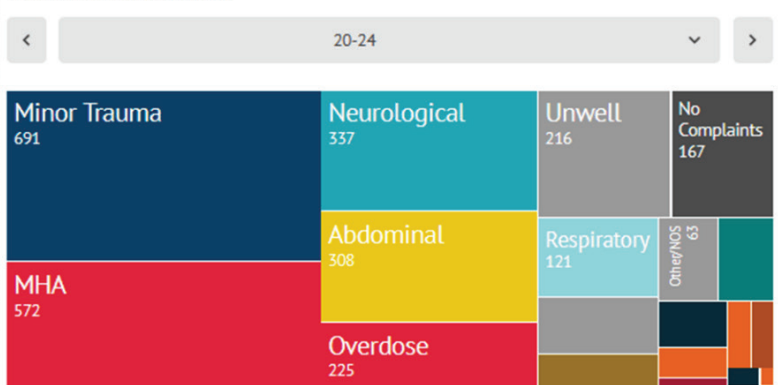 20-24
Minor Trauma
691
MHA
572
Neurological
337
Abdominal
308
Overdose
225
Unwell
216
No
Complaints
167
Respiratory
121
Other/NOS
63